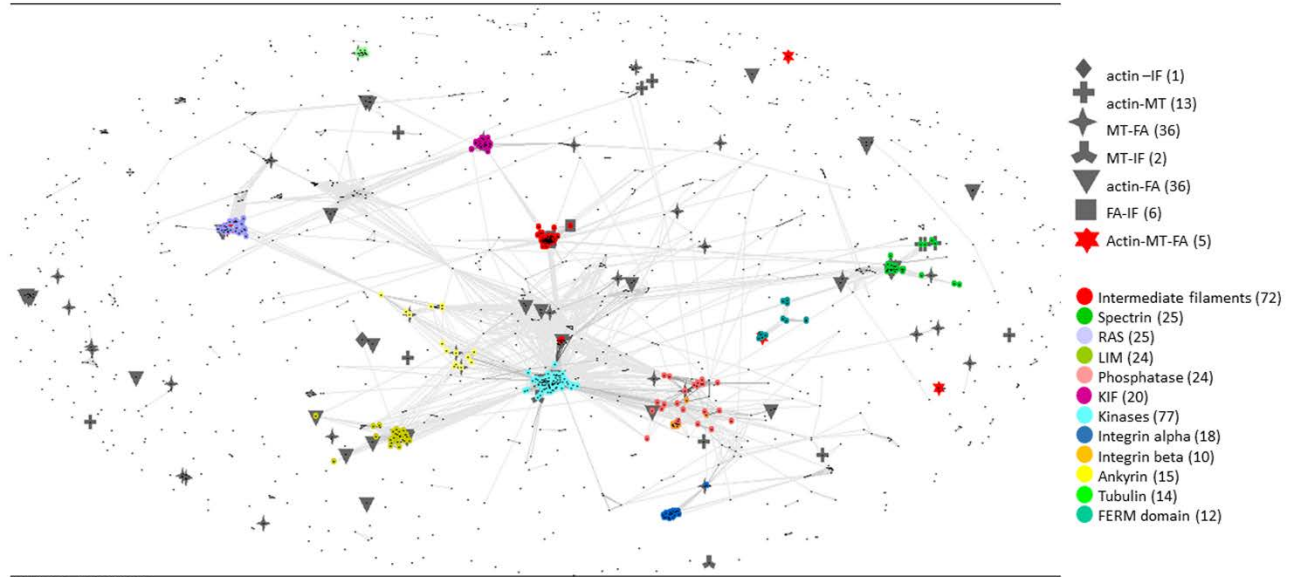 actin –IF (1)
actin-MT (13)
MT-FA (36)
MT-IF (2)
actin-FA (36)
FA-IF (6)
Actin-MT-FA (5)
Intermediate filaments (72)
Spectrin (25)
RAS (25)
LIM (24)
Phosphatase (24)
KIF (20)
Kinases (77)
Integrin alpha (18)
Integrin beta (10)
Ankyrin (15)
Tubulin (14)
FERM domain (12)